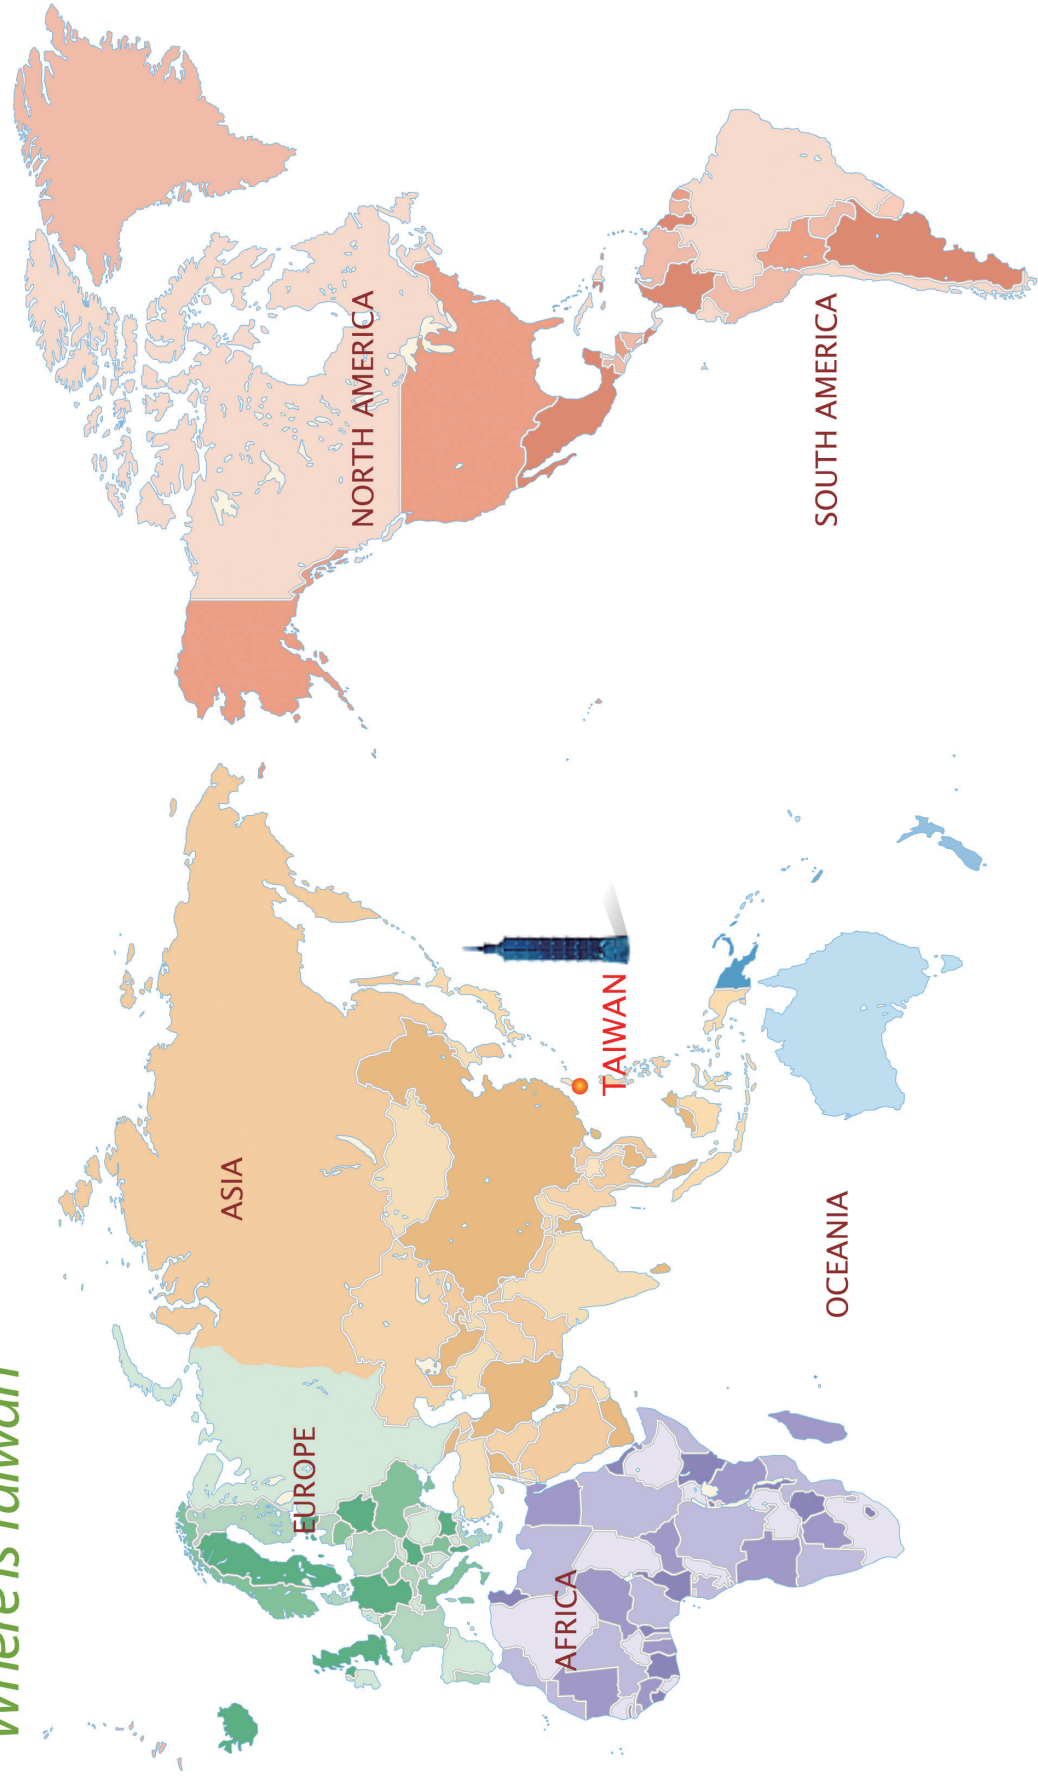 Where is Taiwan
NORTH AMERICA
ASIA
EUROPE
TAIWAN
AFRICA
SOUTH AMERICA
OCEANIA